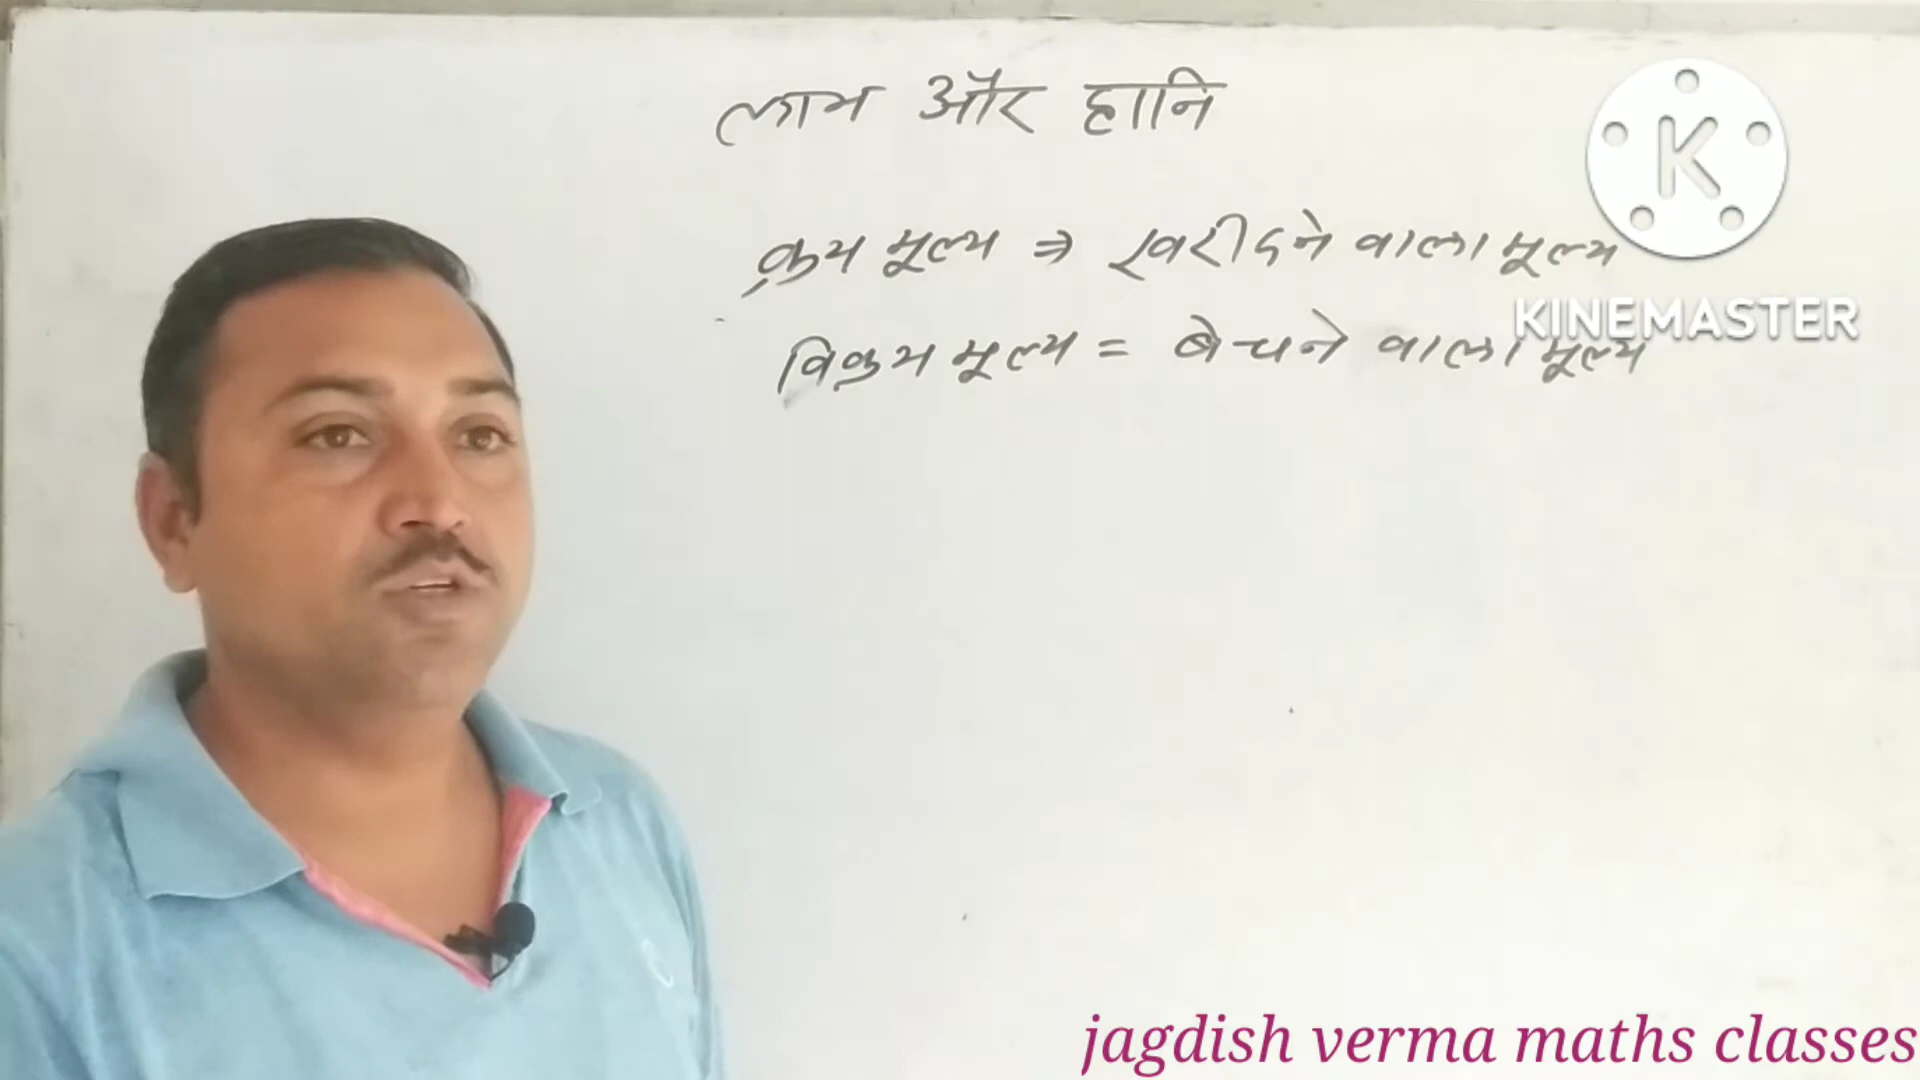 लाभ और हानि
क्रय मूल्य ⇒ खरीदने वाला मूल्य
विक्रय मूल्य = बेचने वाला मूल्य
K
KINEMASTER
jagdish verma maths classes